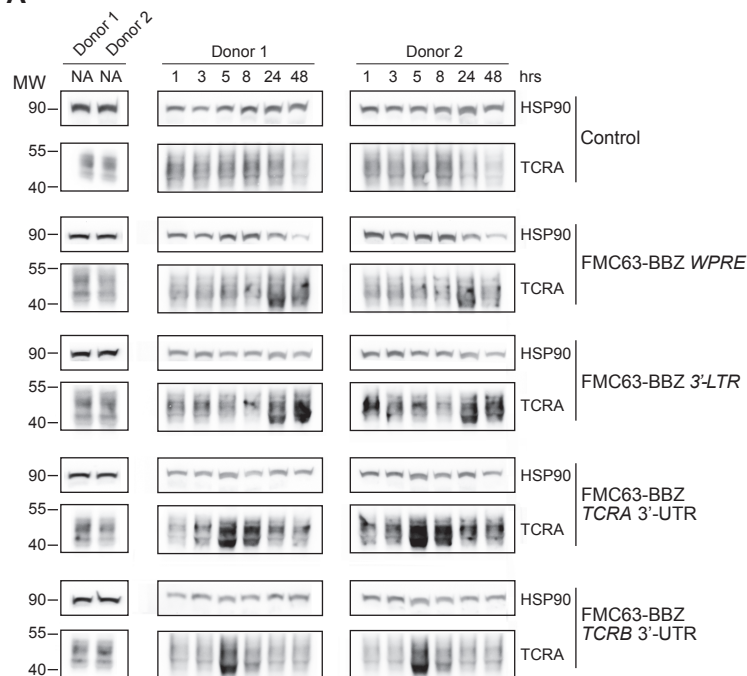 Donor 1
Donor 2
Donor 1
Donor 2
MW
NA NA
1 3 5 8 24 48
1 3 5 8 24 48
hrs
90
HSP90
55
40
TCRA
Control
90
HSP90
55
40
TCRA
FMC63-BBZ WPRE
90
HSP90
55
40
TCRA
FMC63-BBZ 3'-LTR
90
HSP90
55
40
TCRA
FMC63-BBZ
TCRA 3'-UTR
90
HSP90
55
40
TCRA
FMC63-BBZ
TCRB 3'-UTR